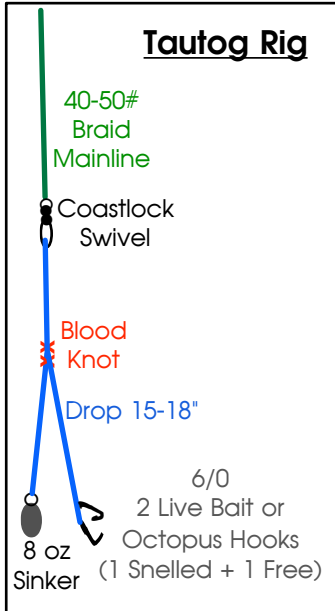 Tautog Rig
40-50#
Braid
Mainline
Coastlock
Swivel
Blood
Knot
Drop 15-18"
6/0
2 Live Bait or
Octopus Hooks
(1 Snelled + 1 Free)
8 oz
Sinker